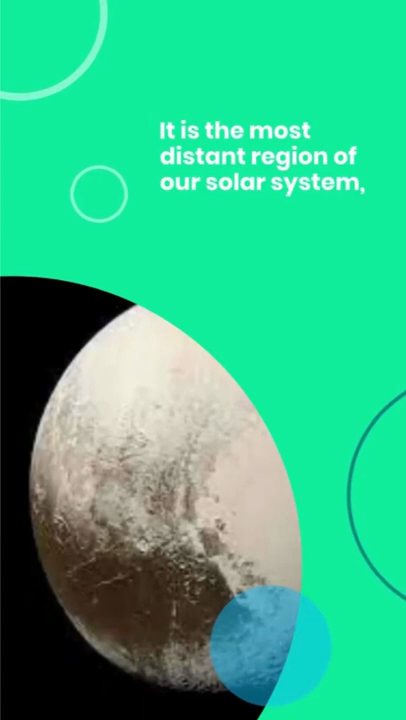 It is the most
distant region of
our solar system,